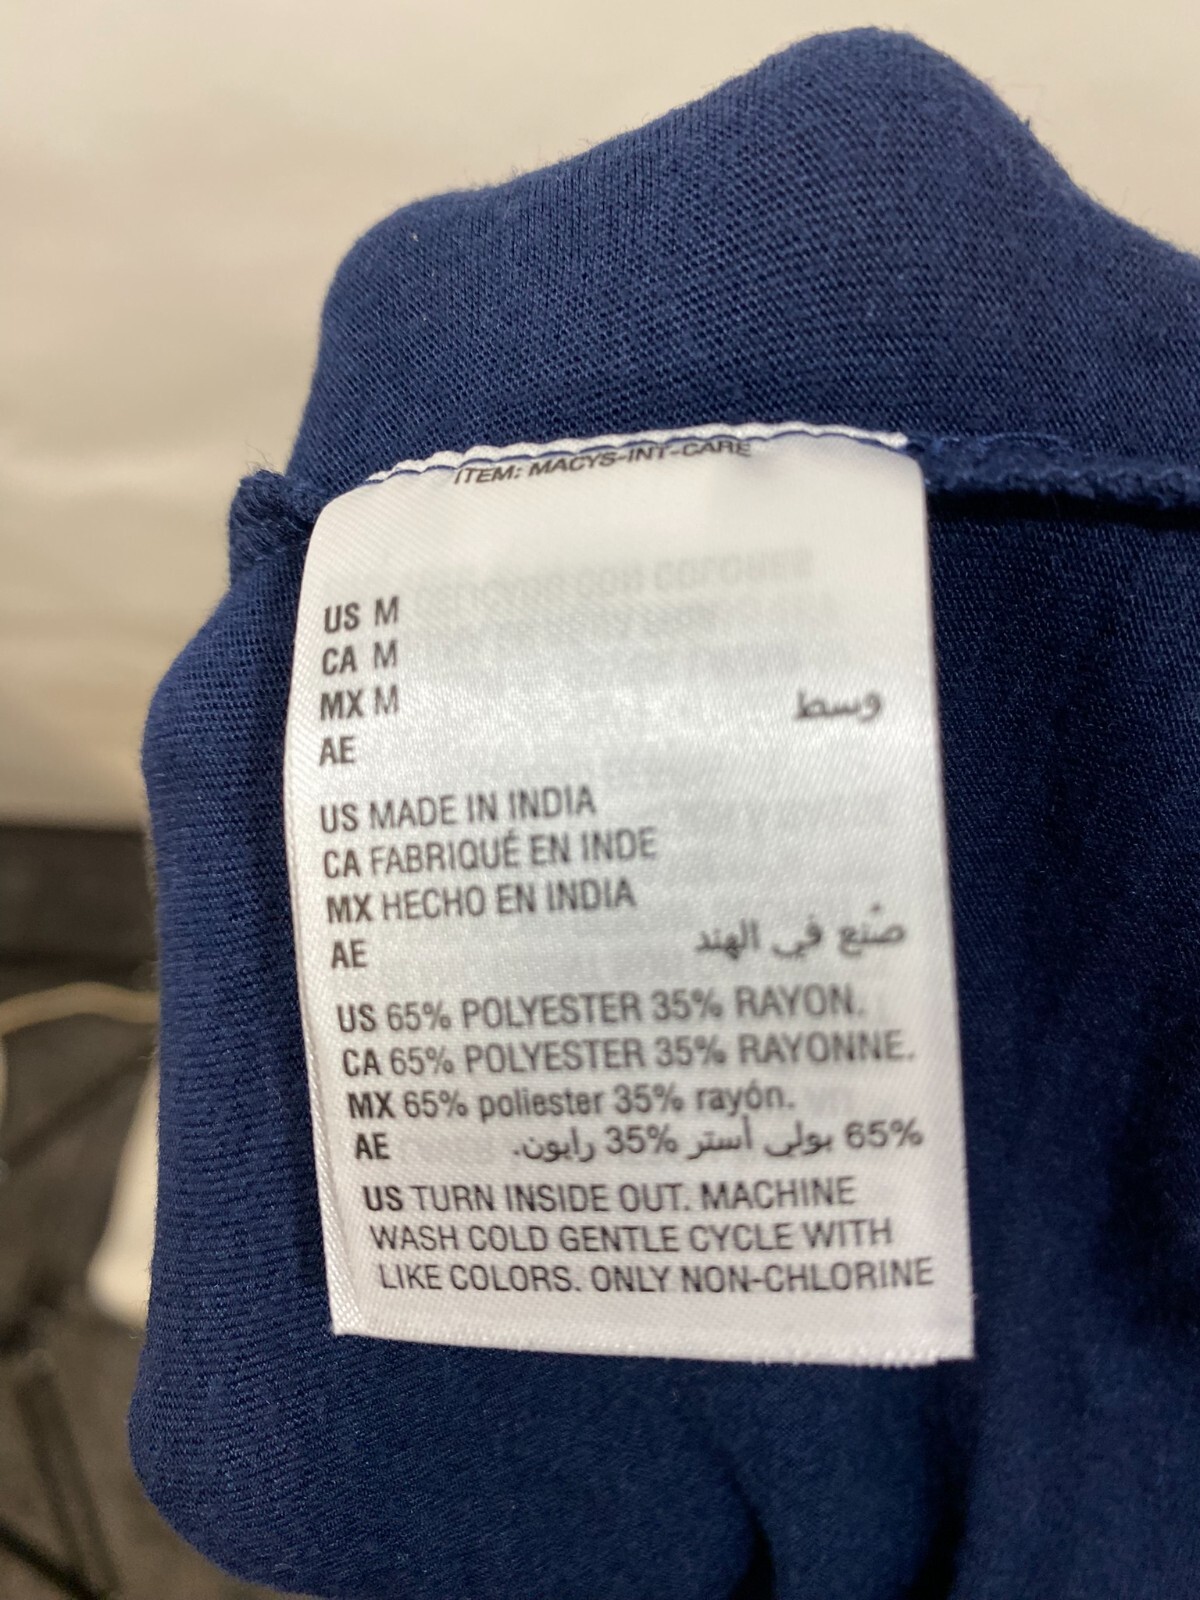 ITEM: MACYS-INT-CARE
US M
CA M
MX M
AE وسط
US MADE IN INDIA
CA FABRIQUÉ EN INDE
MX HECHO EN INDIA
AE صُنع في الهند
US 65% POLYESTER 35% RAYON.
CA 65% POLYESTER 35% RAYONNE.
MX 65% poliester 35% rayón.
AE 65% بولى أستر 35% رايون.
US TURN INSIDE OUT. MACHINE
WASH COLD GENTLE CYCLE WITH
LIKE COLORS. ONLY NON-CHLORINE